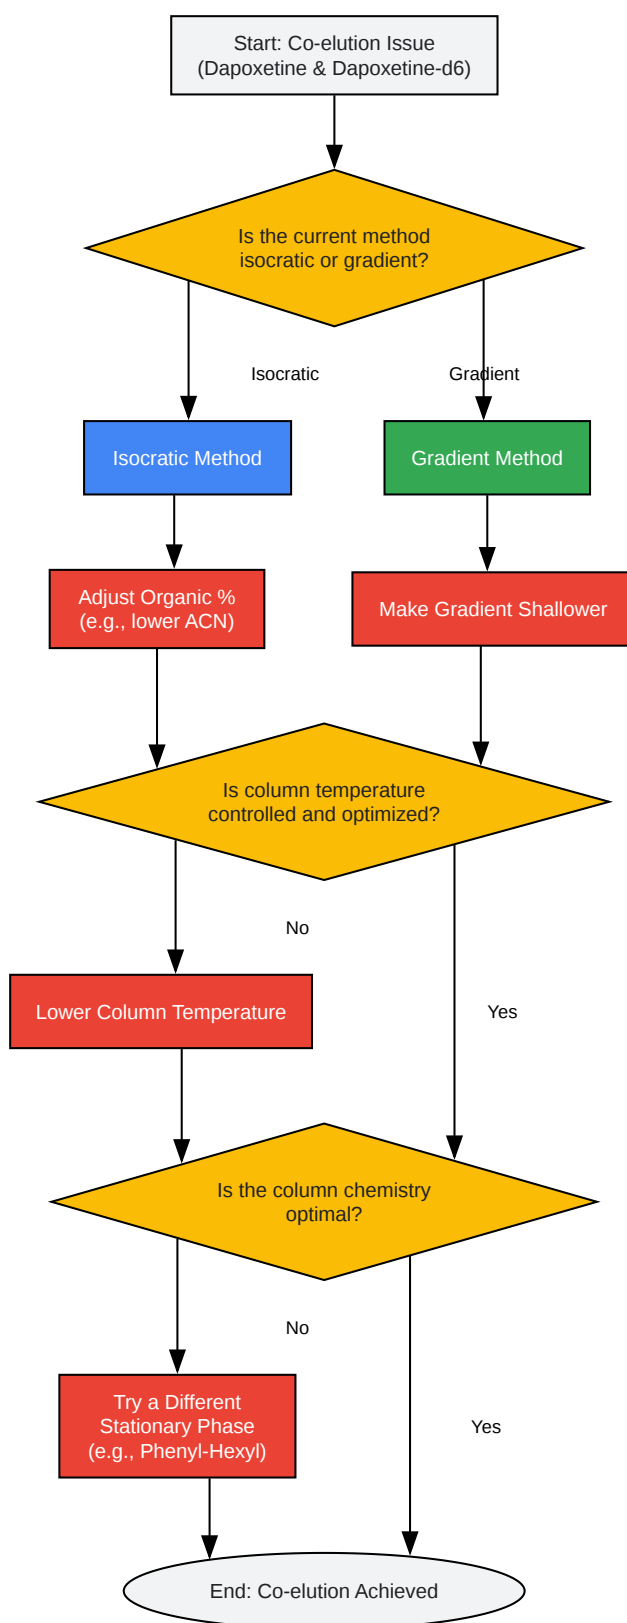 Start: Co-elution Issue
(Dapoxetine & Dapoxetine-d6)
Is the current method
isocratic or gradient?
Isocratic
Gradient
Isocratic Method
Gradient Method
Adjust Organic %
(e.g., lower ACN)
Make Gradient Shallower
Is column temperature
controlled and optimized?
No
Lower Column Temperature
Yes
Is the column chemistry
optimal?
No
Try a Different
Stationary Phase
(e.g., Phenyl-Hexyl)
Yes
End: Co-elution Achieved